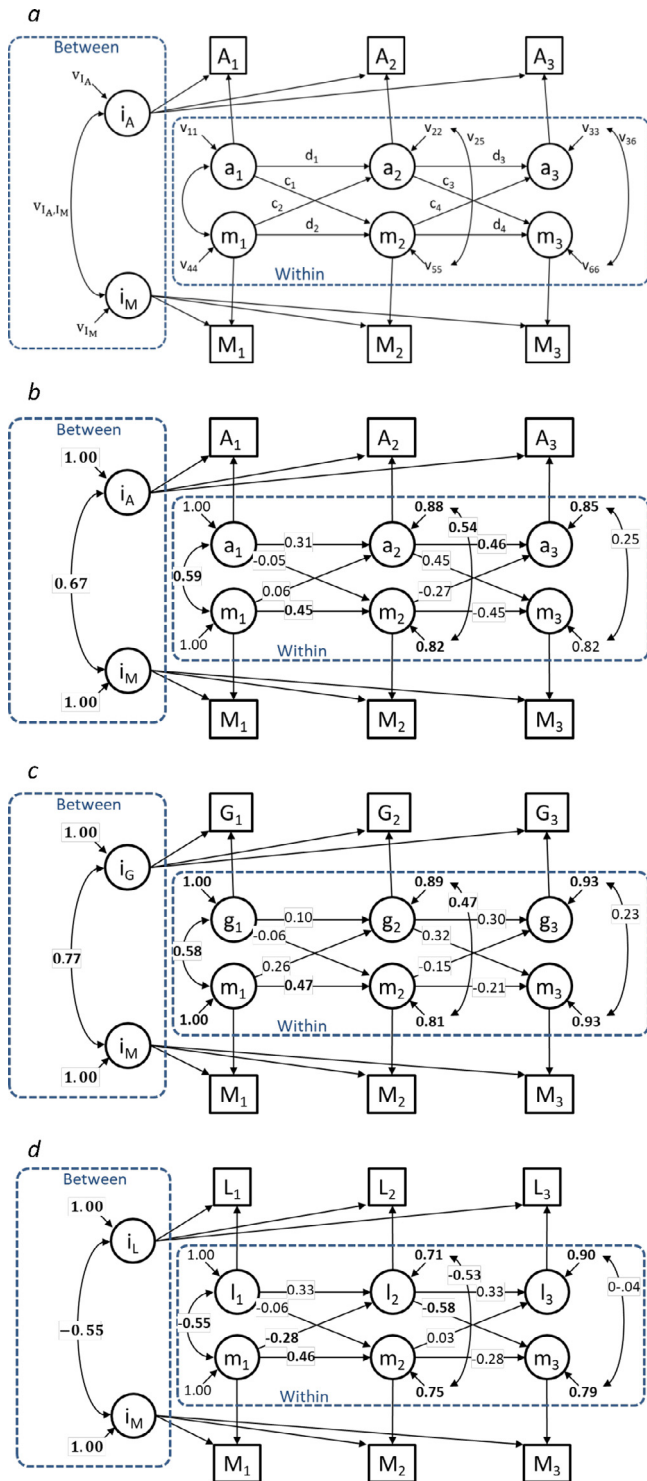 a
Between
A1 A2 A3
vIA
iA
v11 v22 v25 v33 v36
a1 d1 a2 d3 a3
c1 c3
vIA,IM
c2 c4
m1 d2 m2 d4 m3
v44 v55 v66
Within
iM
vIM
M1 M2 M3
b
Between
A1 A2 A3
1.00
iA
1.00 0.88 0.85
0.54
a1 0.31 a2 0.46 a3
-0.05 0.45 0.25
0.67 0.59
0.06 -0.27
m1 0.45 m2 -0.45 m3
1.00 0.82 0.82
Within
iM
1.00
M1 M2 M3
c
Between
G1 G2 G3
1.00
iG
1.00 0.89 0.93
0.47
g1 0.10 g2 0.30 g3
-0.06 0.32 0.23
0.77 0.58
0.26 -0.15
m1 0.47 m2 -0.21 m3
1.00 0.81 0.93
Within
iM
1.00
M1 M2 M3
d
Between
L1 L2 L3
1.00
iL
1.00 0.71 0.90
-0.53
l1 0.33 l2 0.33 l3
-0.06 -0.58 0-.04
-0.55 -0.55
-0.28 0.03
m1 0.46 m2 -0.28 m3
1.00 0.75 0.79
Within
iM
1.00
M1 M2 M3